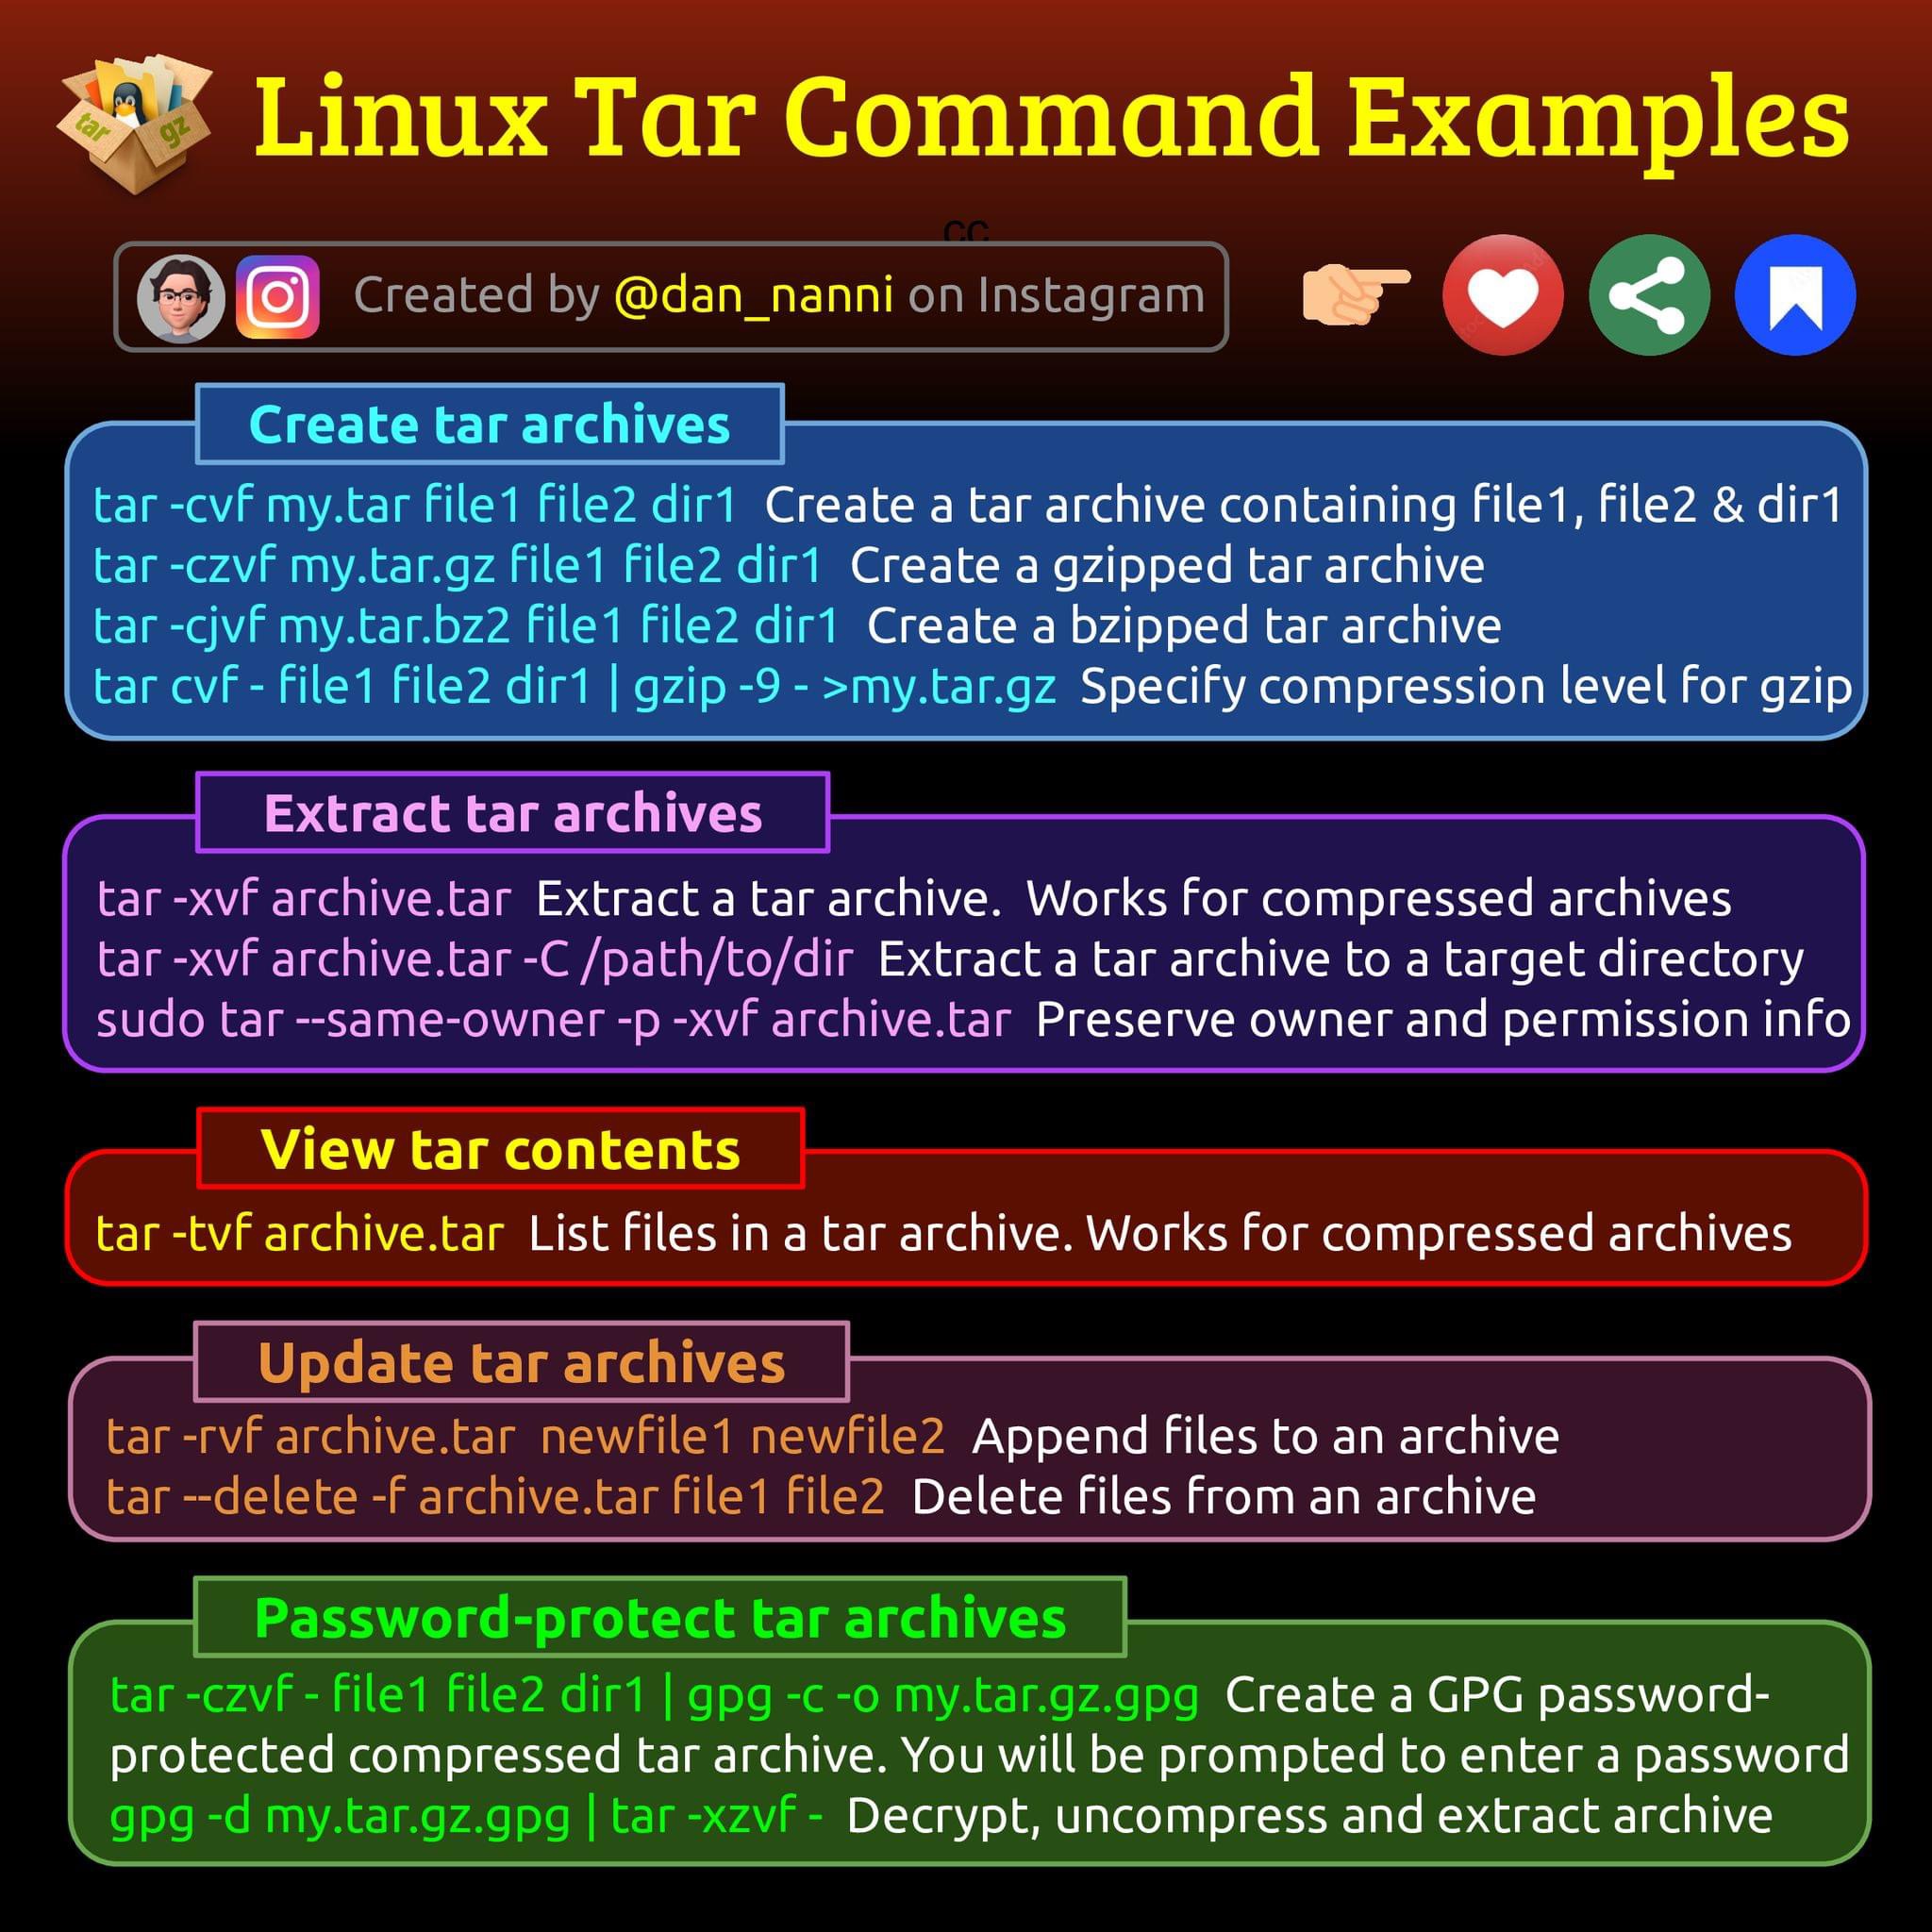 tar gz
Linux Tar Command Examples
cc
Created by @dan_nanni on Instagram
Create tar archives
tar -cvf my.tar file1 file2 dir1 Create a tar archive containing file1, file2 & dir1
tar -czvf my.tar.gz file1 file2 dir1 Create a gzipped tar archive
tar -cjvf my.tar.bz2 file1 file2 dir1 Create a bzipped tar archive
tar cvf - file1 file2 dir1 | gzip -9 - >my.tar.gz Specify compression level for gzip
Extract tar archives
tar -xvf archive.tar Extract a tar archive. Works for compressed archives
tar -xvf archive.tar -C /path/to/dir Extract a tar archive to a target directory
sudo tar --same-owner -p -xvf archive.tar Preserve owner and permission info
View tar contents
tar -tvf archive.tar List files in a tar archive. Works for compressed archives
Update tar archives
tar -rvf archive.tar newfile1 newfile2 Append files to an archive
tar --delete -f archive.tar file1 file2 Delete files from an archive
Password-protect tar archives
tar -czvf - file1 file2 dir1 | gpg -c -o my.tar.gz.gpg Create a GPG password-
protected compressed tar archive. You will be prompted to enter a password
gpg -d my.tar.gz.gpg | tar -xzvf - Decrypt, uncompress and extract archive